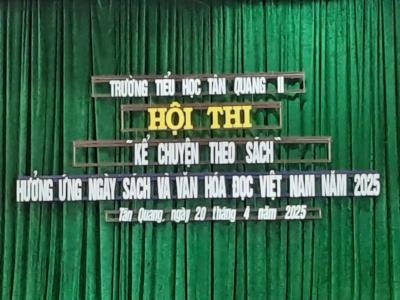 TRƯỜNG TIỂU HỌC TÂN QUANG II
HỘI THI
"KỂ CHUYỆN THEO SÁCH"
HƯỞNG ỨNG NGÀY SÁCH VÀ VĂN HÓA ĐỌC VIỆT NAM NĂM 2025
Tân Quang, ngày 20 tháng 4 năm 2025